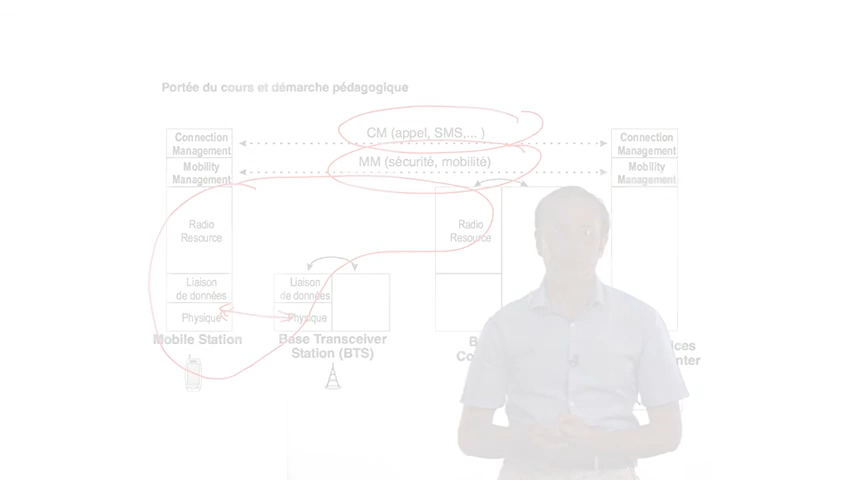 Portée du cours et démarche pédagogique
Connection
Management
CM (appel, SMS,... )
Connection
Management
Mobility
Management
MM (sécurité, mobilité)
Mobility
Management
Radio
Resource
Radio
Resource
Liaison
de données
Liaison
de données
Physique
Physique
Mobile Station
Base Transceiver
Station (BTS)